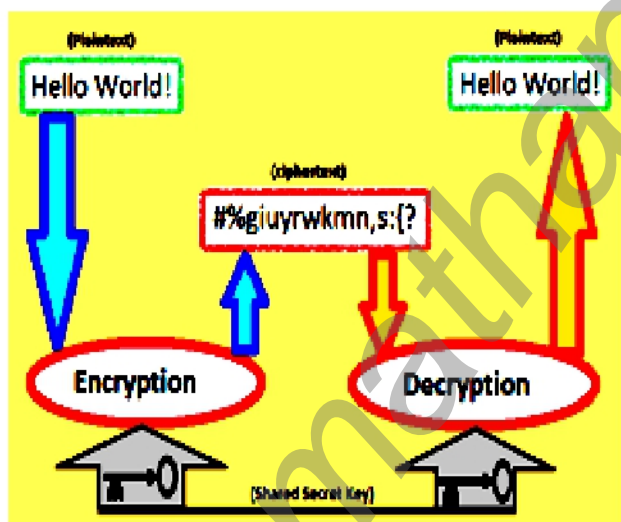 (Plaintext)
(Plaintext)
Hello World!
Hello World!
(ciphertext)
#%giuyrwkmn,s:{?
Encryption
Decryption
(Shared Secret Key)